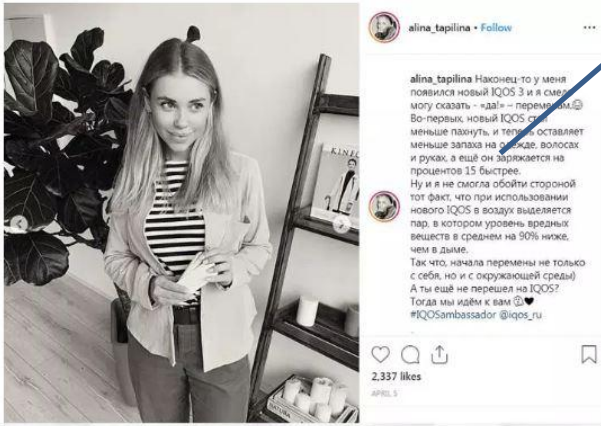 alina_tapilina • Follow
alina_tapilina Наконец-то у меня
появился новый IQOS 3 и я смело
могу сказать - «да!» – переменам.😄
Во-первых, новый IQOS стал
меньше пахнуть, и теперь оставляет
меньше запаха на одежде, волосах
и руках, а ещё он заряжается на
процентов 15 быстрее.
Ну и я не смогла обойти стороной
тот факт, что при использовании
нового IQOS в воздух выделяется
пар, в котором уровень вредных
веществ в среднем на 90% ниже,
чем в дыме.
Так что, начала перемены не только
с себя, но и с окружающей среды)
А ты ещё не перешел на IQOS?
Тогда мы идём к вам 😨🖤
#IQOSambassador @iqos_ru
2,337 likes
APRIL 5
KINFO
NATURA